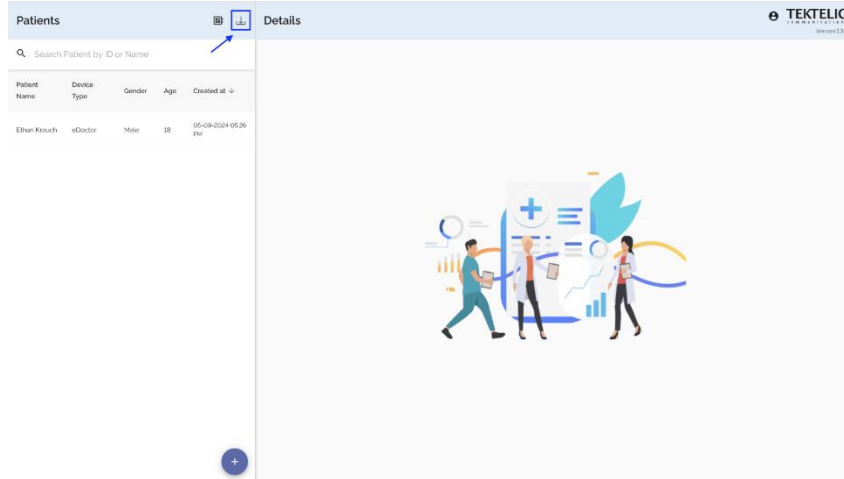 Patients
Details
TEKTELIC
communications
Search Patient by ID or Name
Patient
Name
Device
Type
Gender
Age
Created at
Ethan Krouch
eDoctor
Male
18
05-09-2024 05:26
PM
+